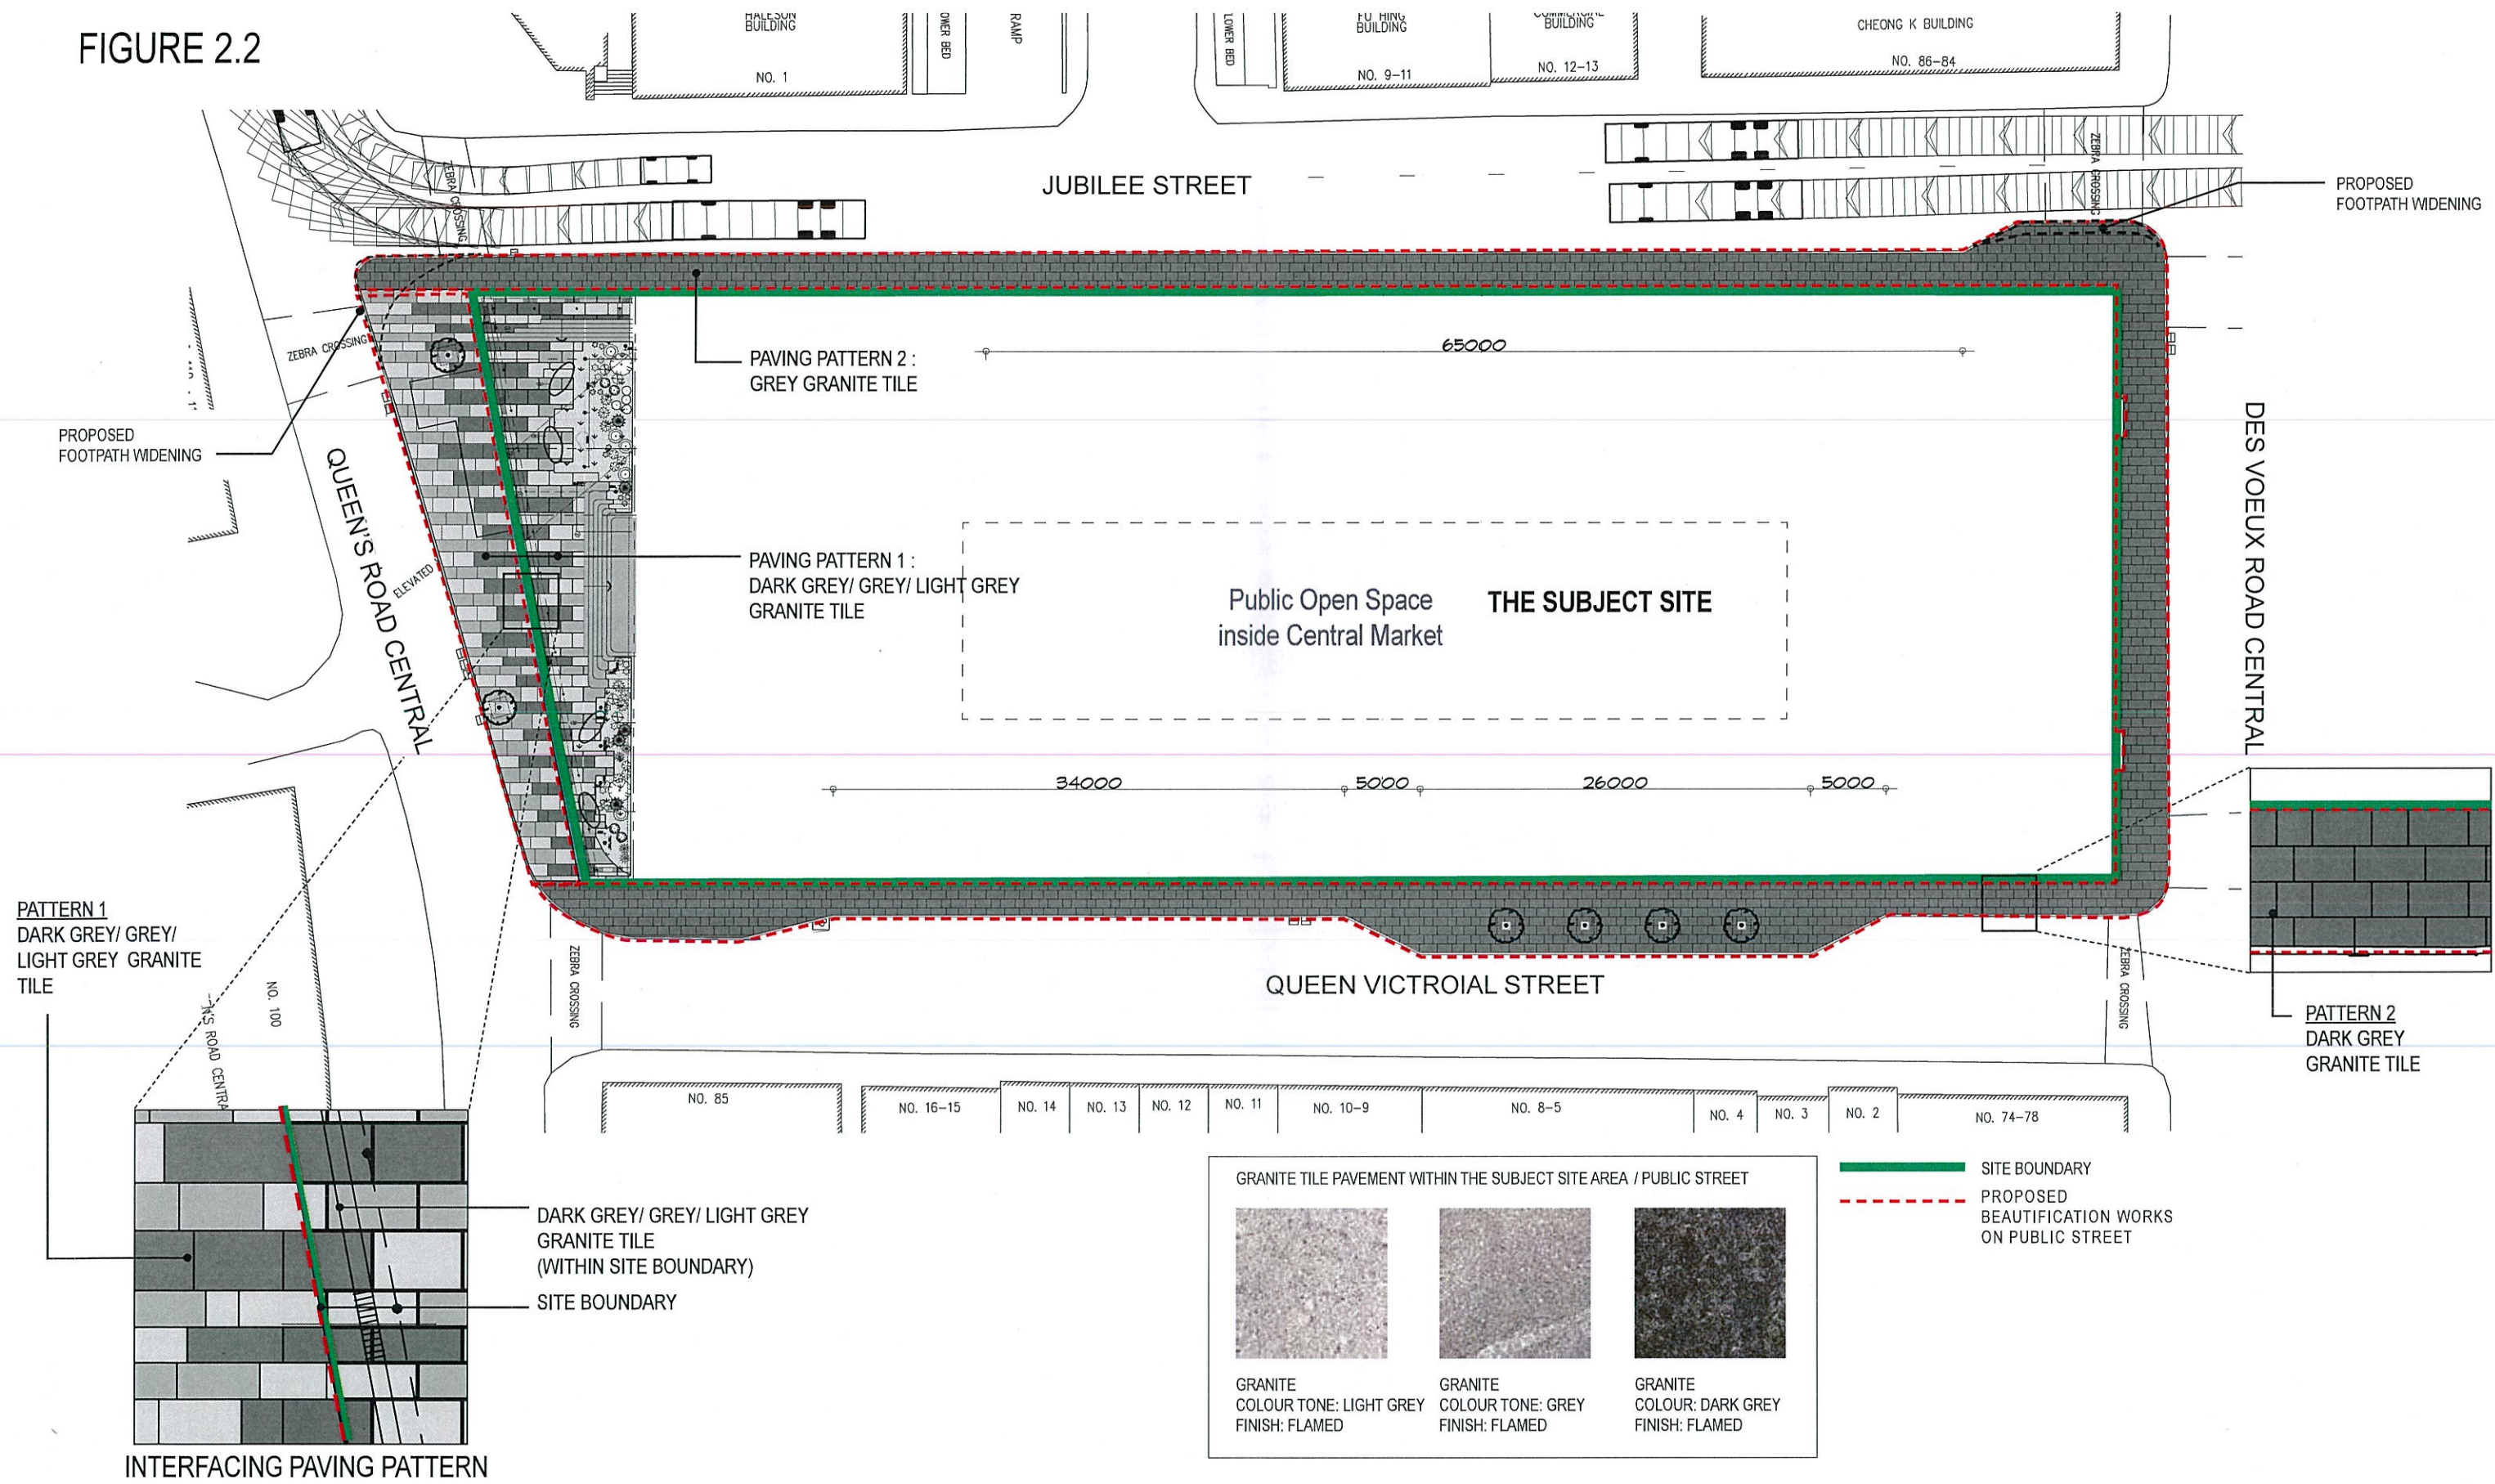 FIGURE 2.2
HALESON
BUILDING
NO. 1
RAMP
FU HING
BUILDING
NO. 9-11
COMMERCIAL
BUILDING
NO. 12-13
CHEONG K BUILDING
NO. 86-84
ZEBRA CROSSING
JUBILEE STREET
ZEBRA CROSSING
PROPOSED
FOOTPATH WIDENING
ZEBRA CROSSING
65000
PAVING PATTERN 2 :
GREY GRANITE TILE
PROPOSED
FOOTPATH WIDENING
QUEEN'S ROAD CENTRAL
ELEVATED
DES VOEUX ROAD CENTRAL
PAVING PATTERN 1 :
DARK GREY/ GREY/ LIGHT GREY
GRANITE TILE
Public Open Space
inside Central Market
THE SUBJECT SITE
34000
5000
26000
5000
PATTERN 1
DARK GREY/ GREY/
LIGHT GREY GRANITE
TILE
NO. 100
ZEBRA CROSSING
QUEEN VICTROIAL STREET
ZEBRA CROSSING
PATTERN 2
DARK GREY
GRANITE TILE
NO. 85
NO. 16-15
NO. 14
NO. 13
NO. 12
NO. 11
NO. 10-9
NO. 8-5
NO. 4
NO. 3
NO. 2
NO. 74-78
DARK GREY/ GREY/ LIGHT GREY
GRANITE TILE
(WITHIN SITE BOUNDARY)
SITE BOUNDARY
INTERFACING PAVING PATTERN
GRANITE TILE PAVEMENT WITHIN THE SUBJECT SITE AREA / PUBLIC STREET
GRANITE
COLOUR TONE: LIGHT GREY
FINISH: FLAMED
GRANITE
COLOUR TONE: GREY
FINISH: FLAMED
GRANITE
COLOUR: DARK GREY
FINISH: FLAMED
SITE BOUNDARY
PROPOSED
BEAUTIFICATION WORKS
ON PUBLIC STREET